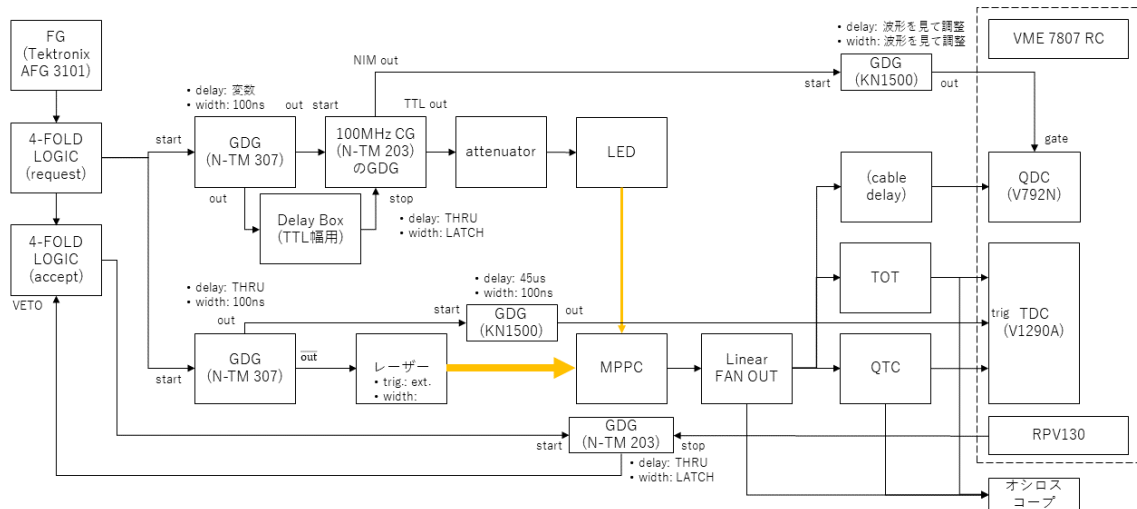 FG
(Tektronix
AFG 3101)
4-FOLD
LOGIC
(request)
4-FOLD
LOGIC
(accept)
VETO
start
• delay: 変数
• width: 100ns
GDG
(N-TM 307)
out
start
out
Delay Box
(TTL幅用)
NIM out
TTL out
100MHz CG
(N-TM 203)
のGDG
stop
• delay: THRU
• width: LATCH
attenuator
LED
• delay: 波形を見て調整
• width: 波形を見て調整
start
GDG
(KN1500)
out
VME 7807 RC
gate
(cable
delay)
QDC
(V792N)
TOT
trig
TDC
(V1290A)
• delay: THRU
• width: 100ns
out
start
GDG
(N-TM 307)
out
• delay: 45us
• width: 100ns
start
GDG
(KN1500)
out
レーザー
• trig.: ext.
• width:
MPPC
Linear
FAN OUT
QTC
start
GDG
(N-TM 203)
stop
• delay: THRU
• width: LATCH
RPV130
オシロス
コープ